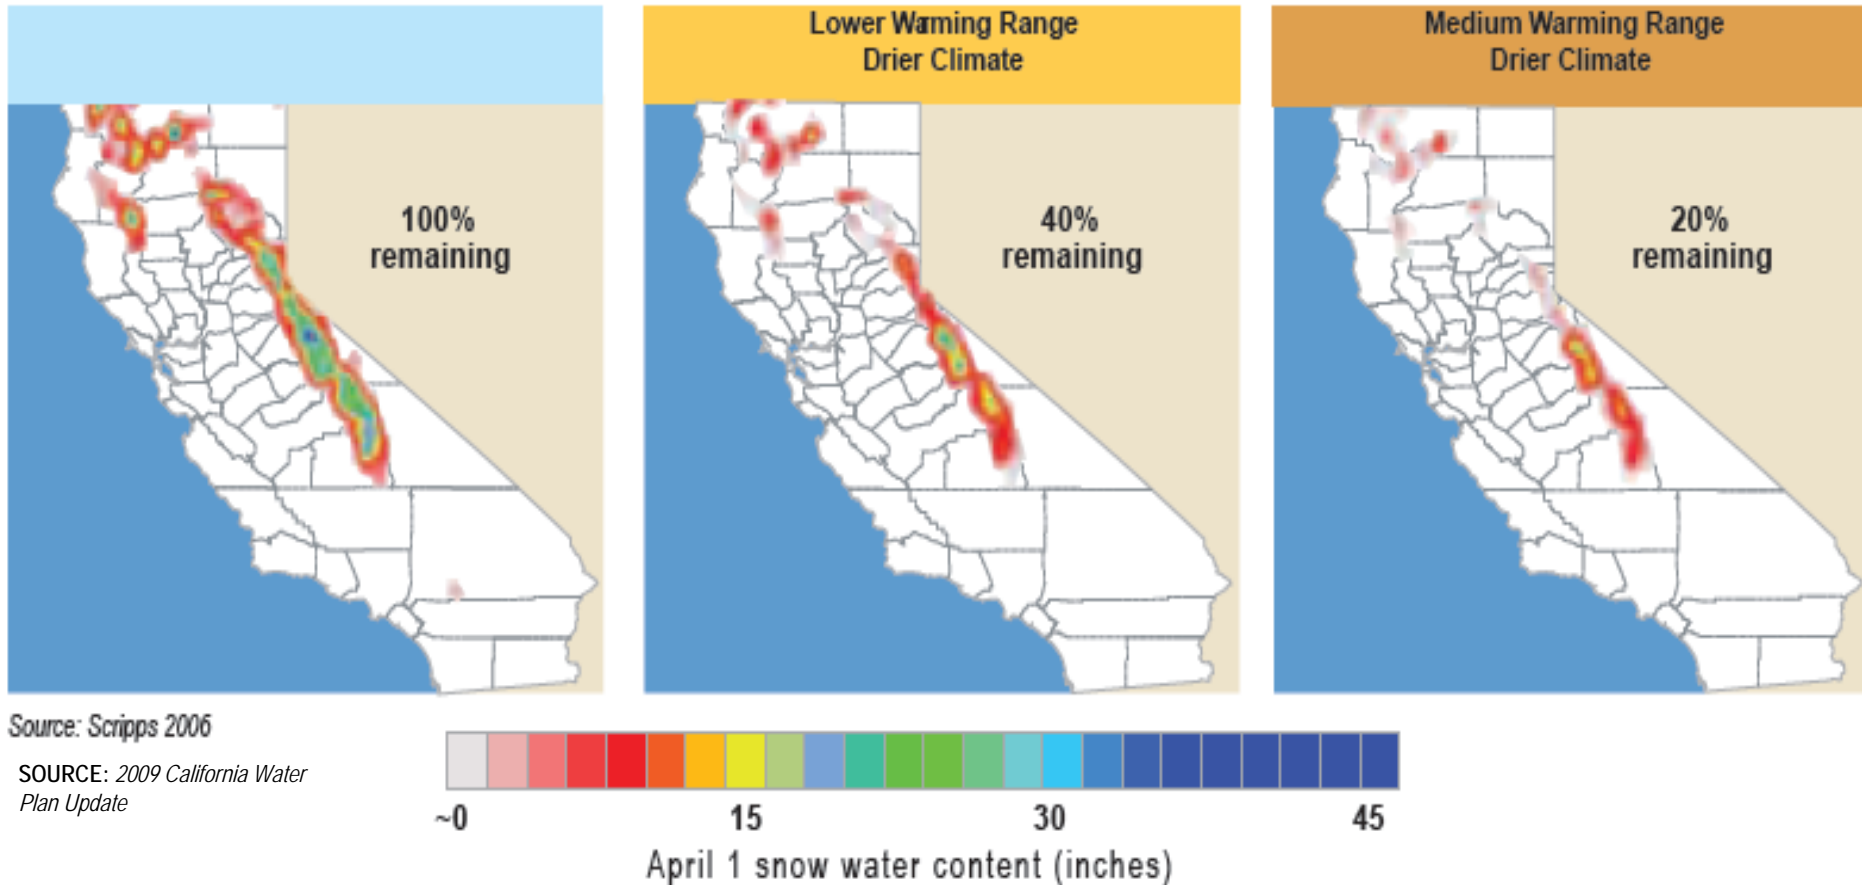 Lower Warming Range
Drier Climate
Medium Warming Range
Drier Climate
100%
remaining
40%
remaining
20%
remaining
Source: Scripps 2006
SOURCE: 2009 California Water
Plan Update
~0 15 30 45
April 1 snow water content (inches)